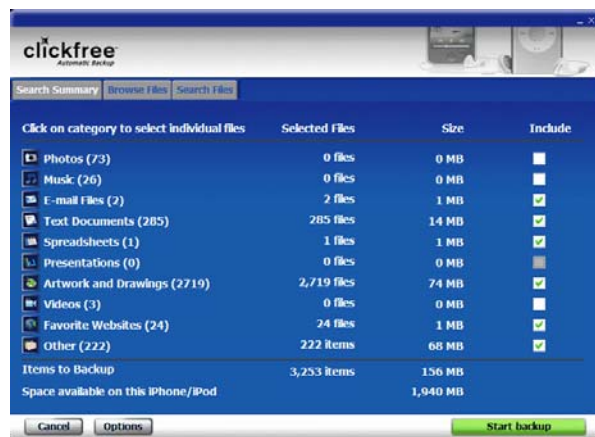 clickfree
Automatic Backup
Search Summary Browse Files Search Files
Click on category to select individual files Selected Files Size Include
Photos (73) 0 files 0 MB
Music (26) 0 files 0 MB
E-mail Files (2) 2 files 1 MB
Text Documents (285) 285 files 14 MB
Spreadsheets (1) 1 files 1 MB
Presentations (0) 0 files 0 MB
Artwork and Drawings (2719) 2,719 files 74 MB
Videos (3) 0 files 0 MB
Favorite Websites (24) 24 files 1 MB
Other (222) 222 items 68 MB
Items to Backup 3,253 items 156 MB
Space available on this iPhone/iPod 1,940 MB
Cancel Options Start backup